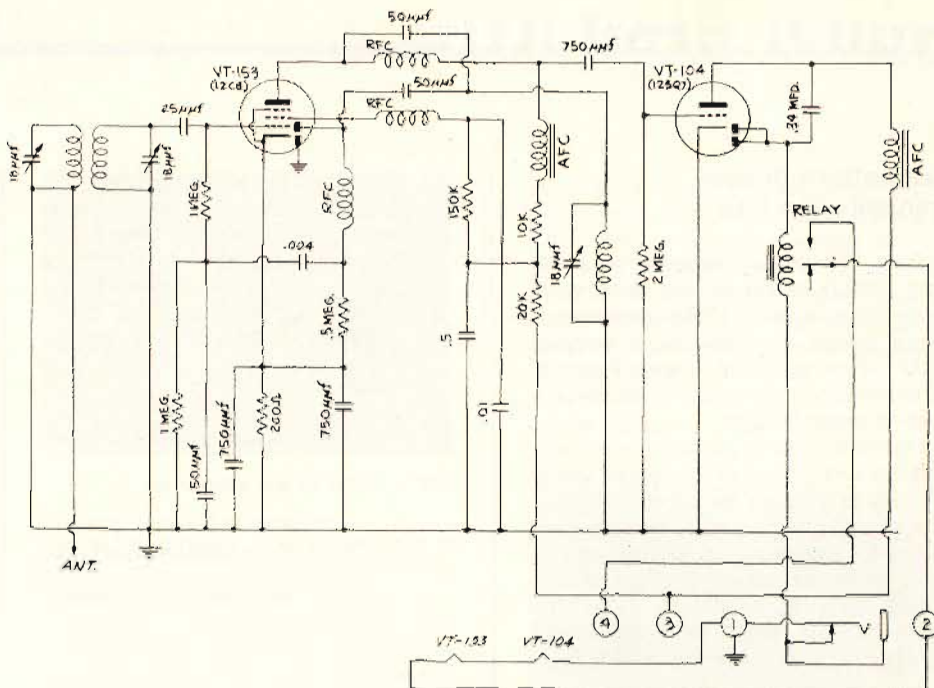 50μμf
RFC
750μμf
VT-153
(12C8)
VT-104
(12SQ7)
50μμf
RFC
25μμf
.34 MFD.
18μμf
18μμf
AFC
AFC
1 MEG.
RFC
150K
10K
RELAY
.004
18μμf
2 MEG.
20K
.5 MEG.
.5
1 MEG.
200Ω
750μμf
.01
750μμf
50μμf
ANT.
4
3
1
V
2
VT-153
VT-104